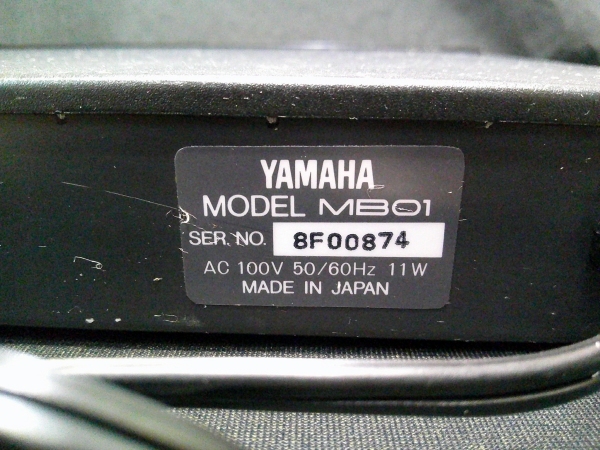 YAMAHA
MODEL MB01
SER. NO. 8F00874
AC 100V 50/60Hz 11W
MADE IN JAPAN